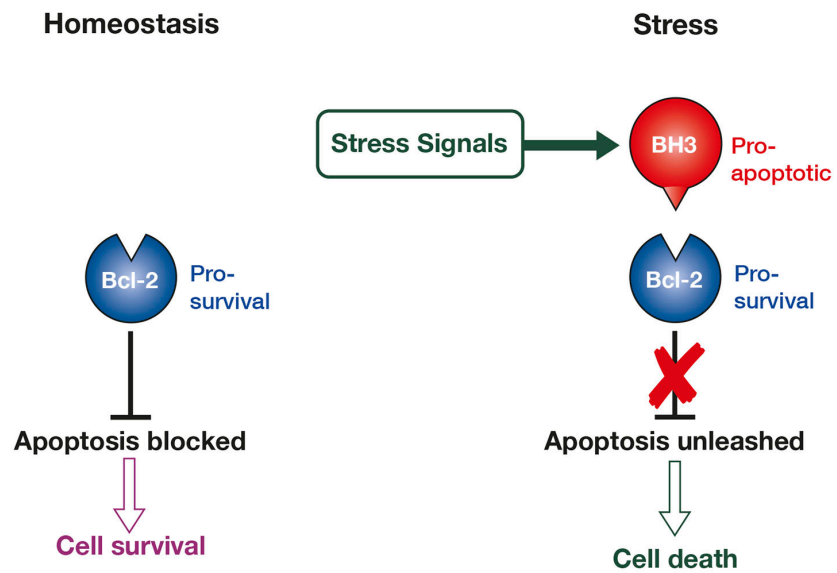 Homeostasis
Stress
Stress Signals
BH3
Pro-
apoptotic
Bcl-2
Pro-
survival
Bcl-2
Pro-
survival
Apoptosis blocked
Apoptosis unleashed
Cell survival
Cell death